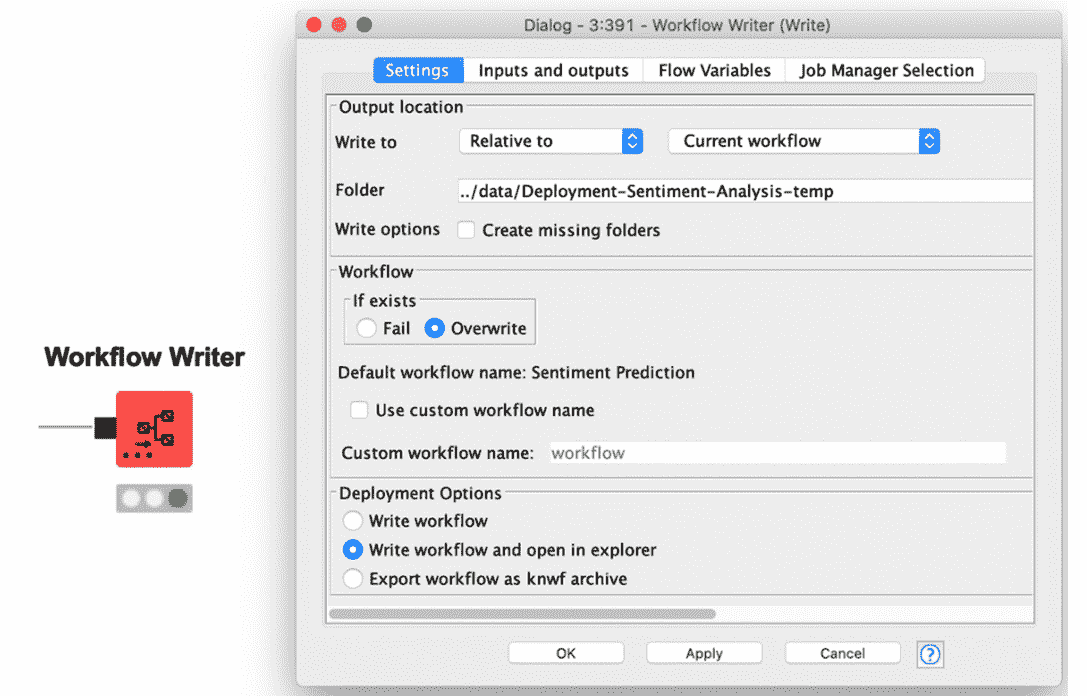 Dialog - 3:391 - Workflow Writer (Write)
Settings
Inputs and outputs
Flow Variables
Job Manager Selection
Output location
Write to
Relative to
Current workflow
Folder
../data/Deployment-Sentiment-Analysis-temp
Write options
Create missing folders
Workflow
If exists
Fail
Overwrite
Workflow Writer
Default workflow name: Sentiment Prediction
Use custom workflow name
Custom workflow name:
workflow
Deployment Options
Write workflow
Write workflow and open in explorer
Export workflow as knwf archive
OK
Apply
Cancel
?